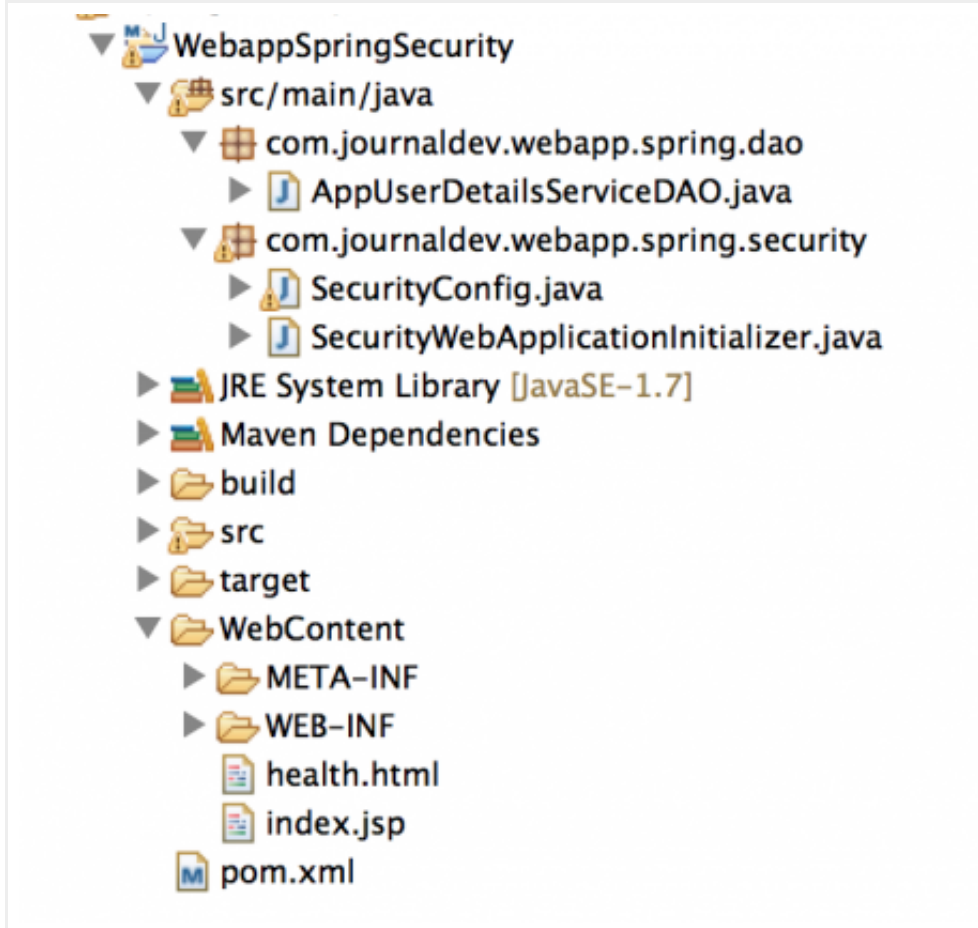 WebappSpringSecurity
src/main/java
com.journaldev.webapp.spring.dao
AppUserDetailsServiceDAO.java
com.journaldev.webapp.spring.security
SecurityConfig.java
SecurityWebApplicationInitializer.java
JRE System Library [JavaSE-1.7]
Maven Dependencies
build
src
target
WebContent
META-INF
WEB-INF
health.html
index.jsp
pom.xml